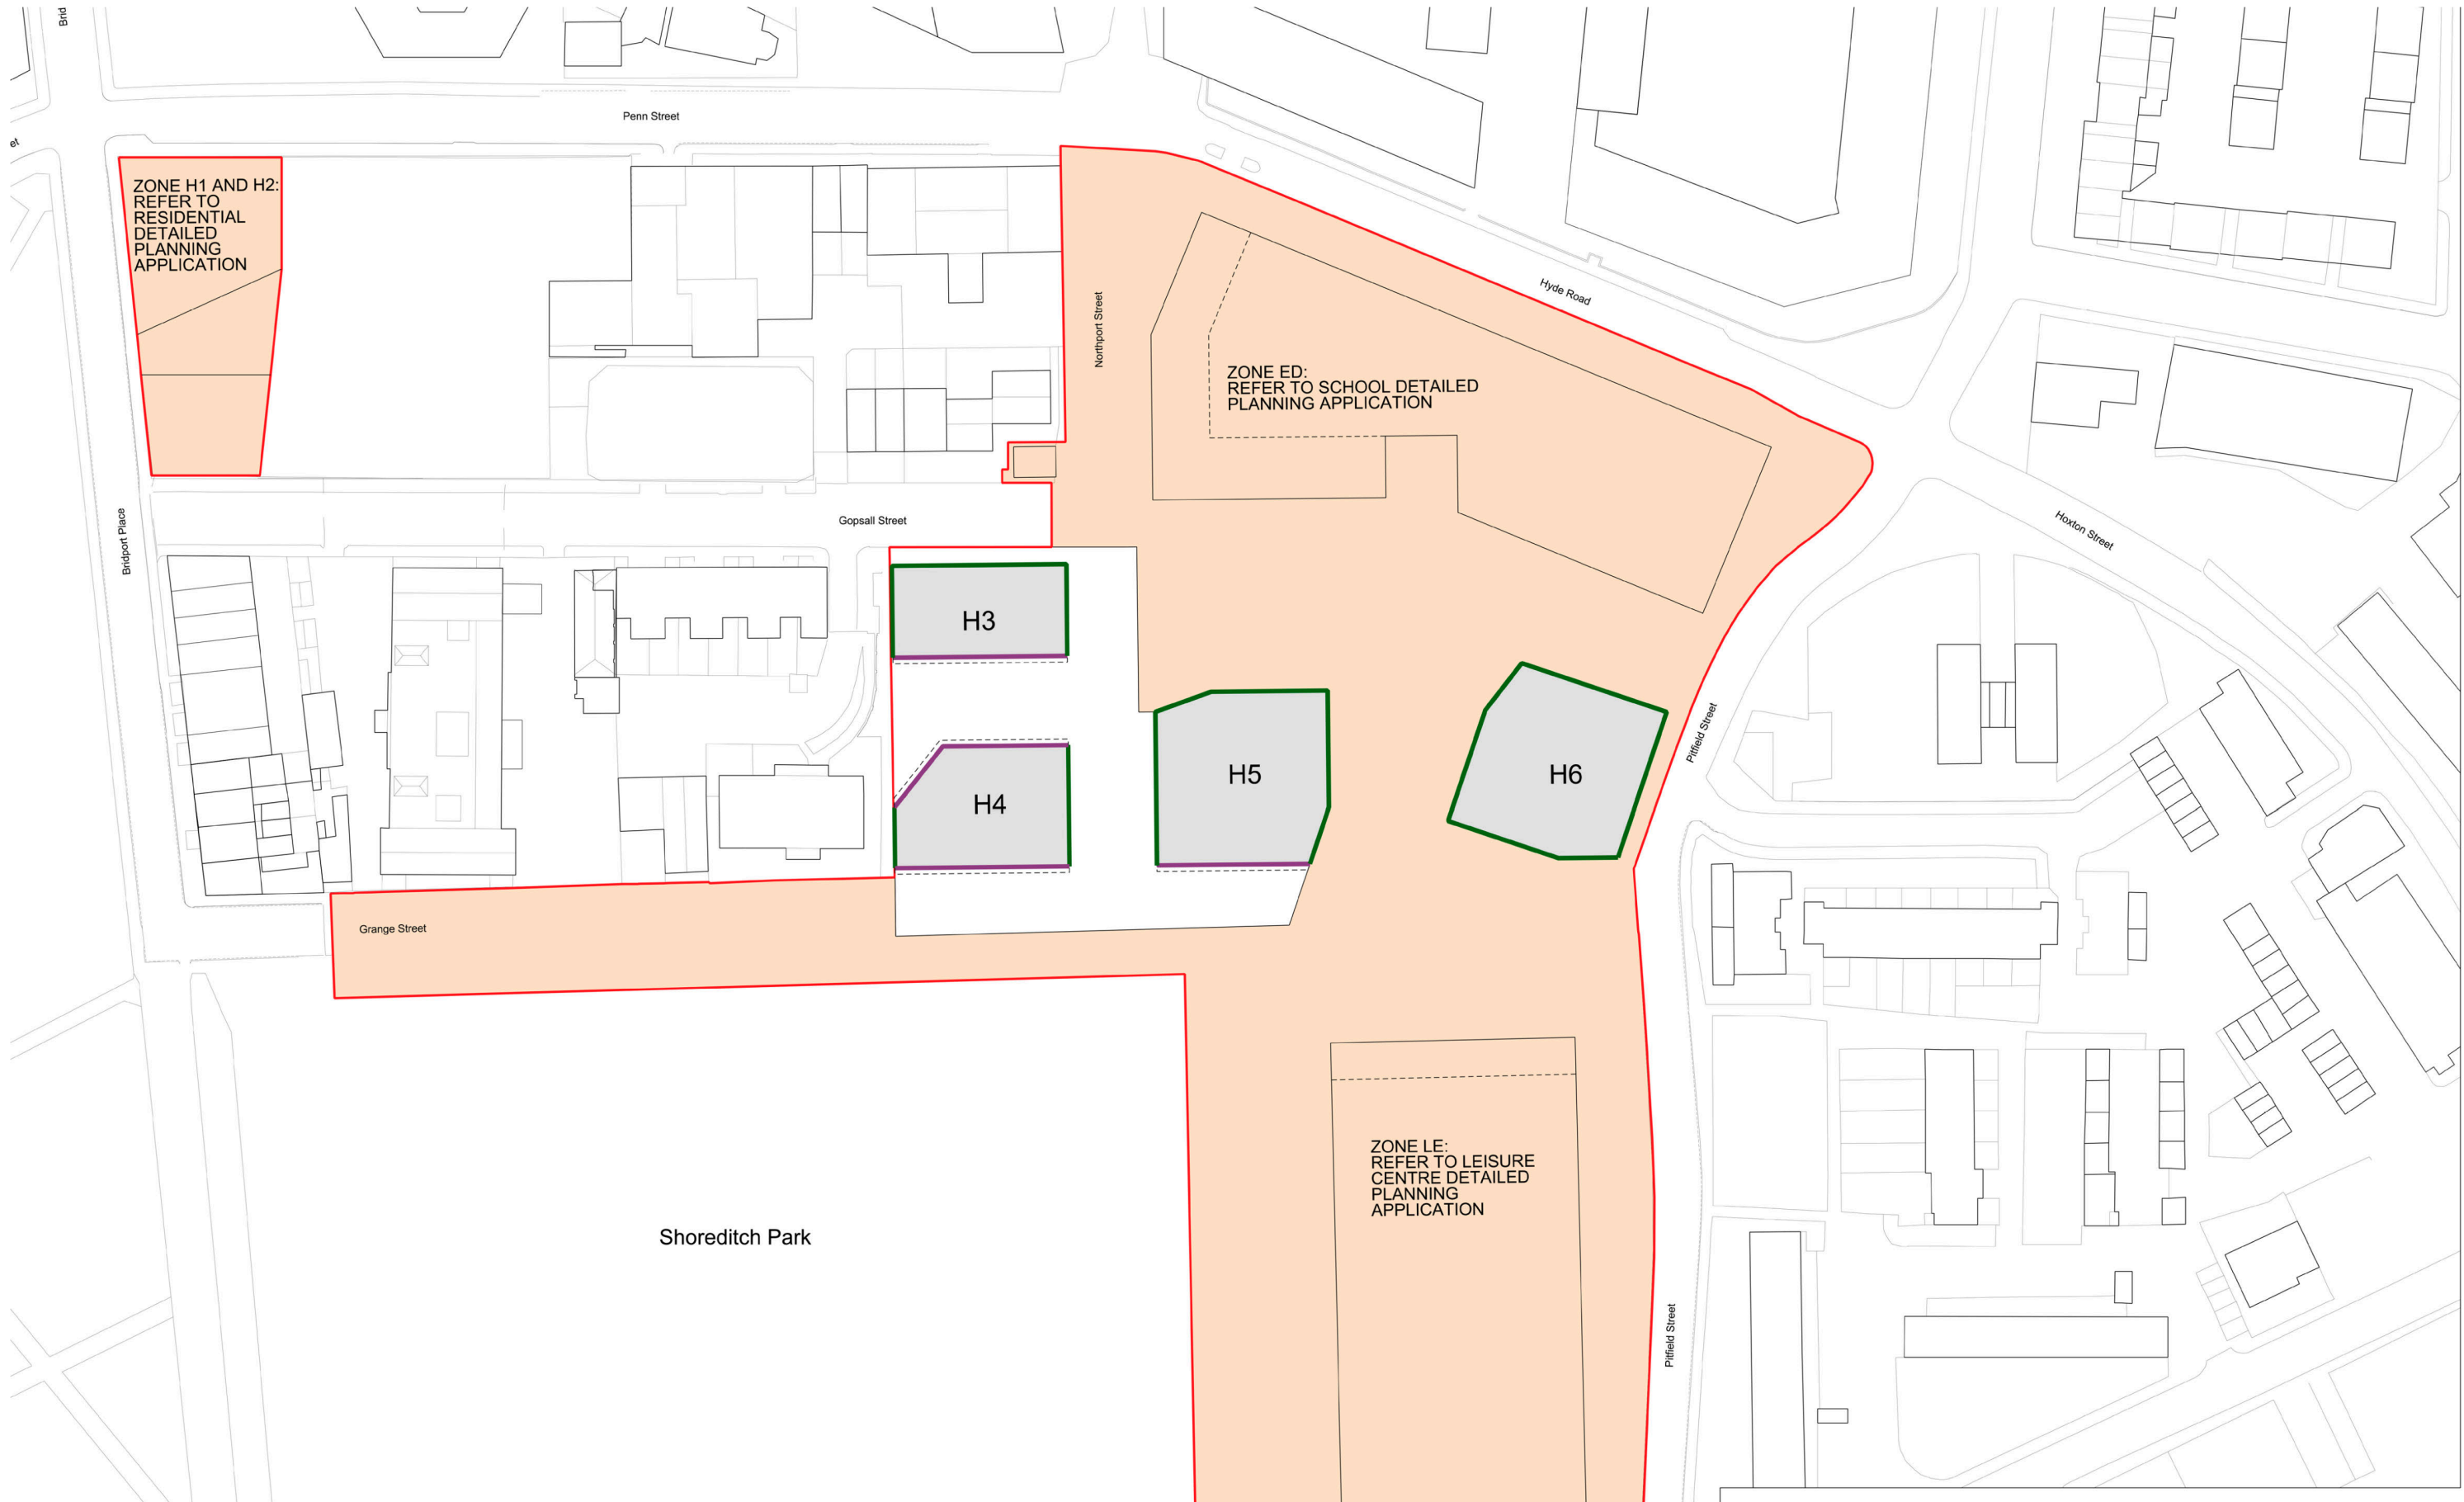 Brid
Penn Street
et
ZONE H1 AND H2:
REFER TO
RESIDENTIAL
DETAILED
PLANNING
APPLICATION
Northport Street
Hyde Road
ZONE ED:
REFER TO SCHOOL DETAILED
PLANNING APPLICATION
Bridport Place
Gopsall Street
Hoxton Street
H3
H4
H5
H6
Pitfield Street
Grange Street
ZONE LE:
REFER TO LEISURE
CENTRE DETAILED
PLANNING
APPLICATION
Shoreditch Park
Pitfield Street